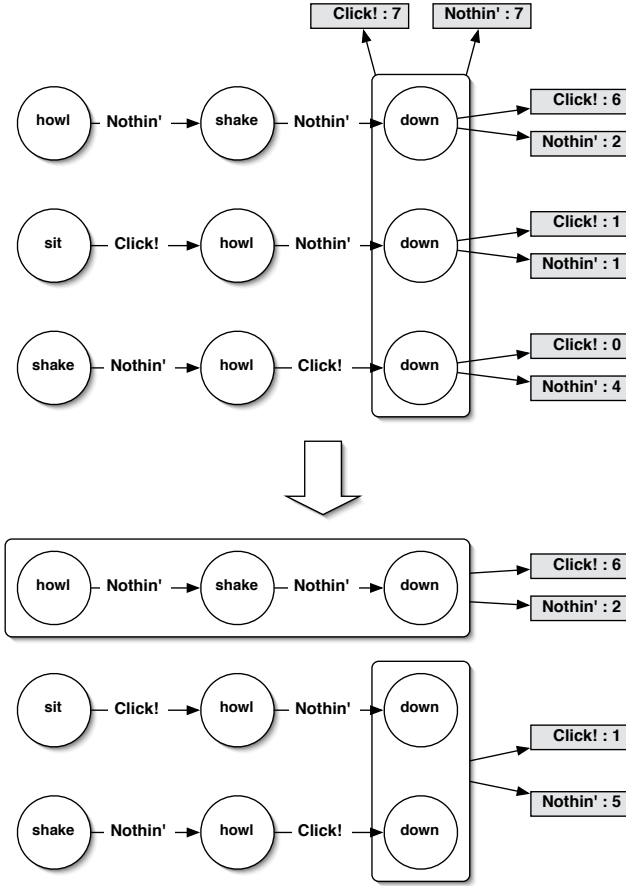 Click! : 7 Nothin' : 7
Click! : 6
howl Nothin' shake Nothin' down
Nothin' : 2
Click! : 1
sit Click! howl Nothin' down
Nothin' : 1
Click! : 0
shake Nothin' howl Click! down
Nothin' : 4
Click! : 6
howl Nothin' shake Nothin' down
Nothin' : 2
sit Click! howl Nothin' down
Click! : 1
Nothin' : 5
shake Nothin' howl Click! down